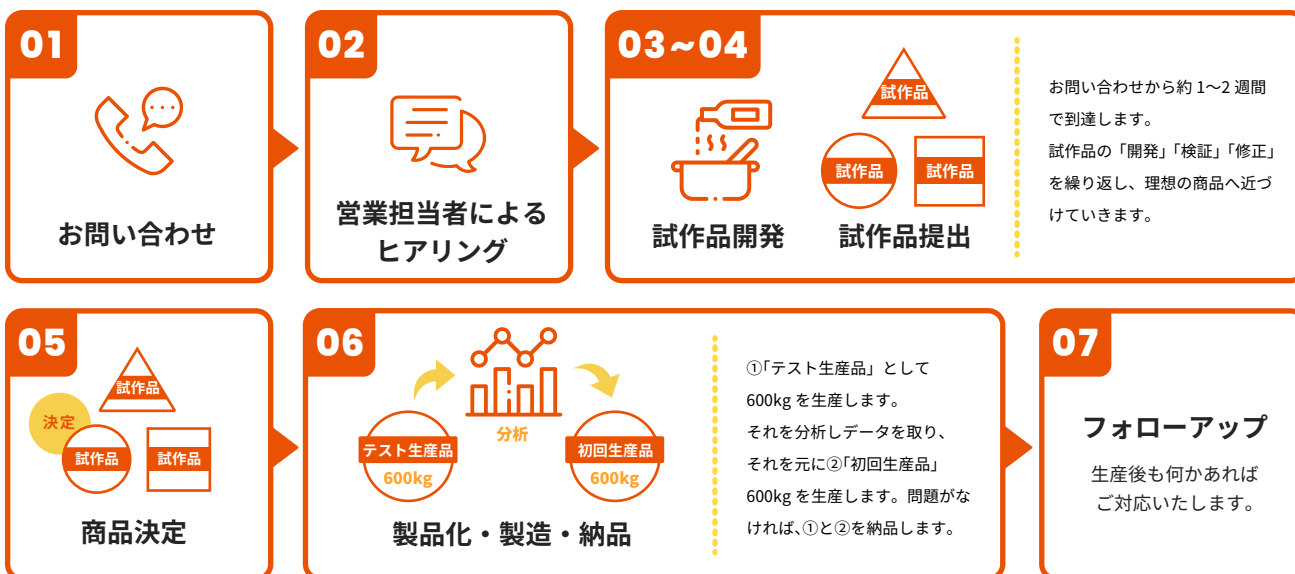 01
お問い合わせ
02
営業担当者による
ヒアリング
03~04
試作品
試作品
試作品
試作品開発
試作品提出
お問い合わせから約 1〜2 週間
で到達します。
試作品の「開発」「検証」「修正」
を繰り返し、理想の商品へ近づ
けていきます。
05
試作品
決定
試作品
試作品
商品決定
06
テスト生産品
600kg
分析
初回生産品
600kg
製品化・製造・納品
①「テスト生産品」として
600kg を生産します。
それを分析しデータを取り、
それを元に②「初回生産品」
600kg を生産します。問題がな
ければ、①と②を納品します。
07
フォローアップ
生産後も何かあれば
ご対応いたします。